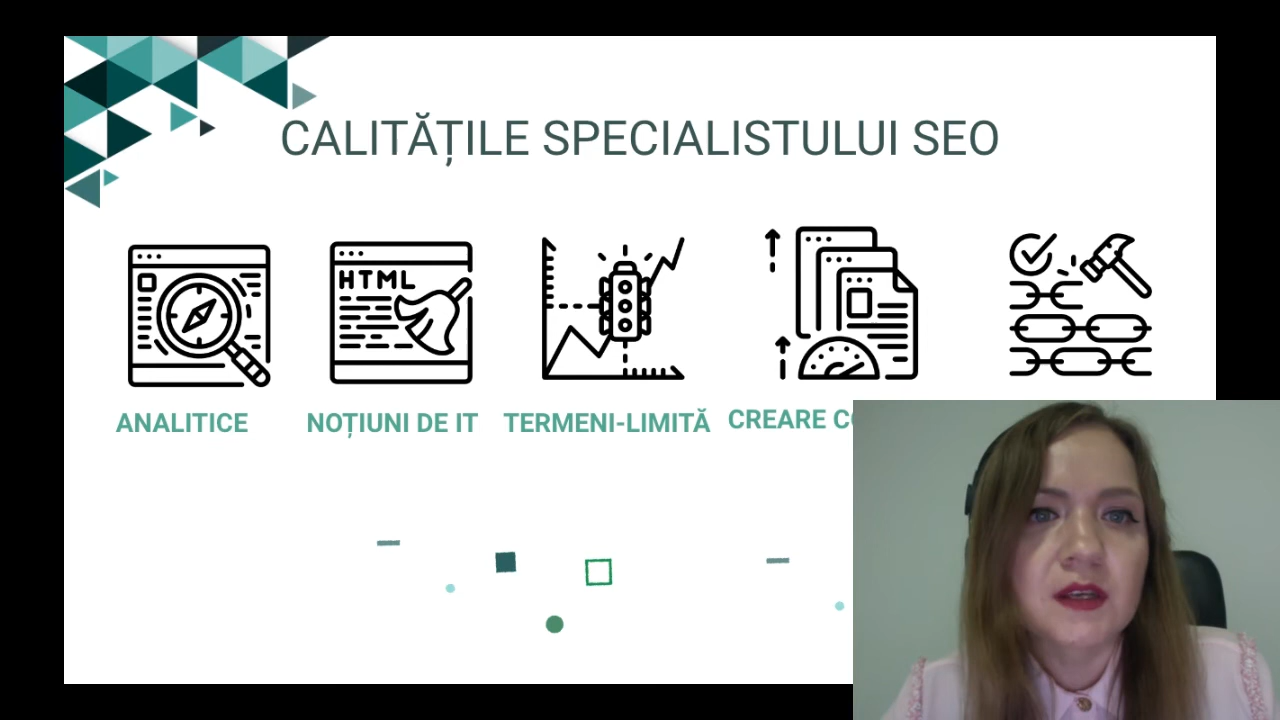 CALITĂȚILE SPECIALISTULUI SEO
HTML
ANALITICE
NOȚIUNI DE IT
TERMENI-LIMITĂ
CREARE